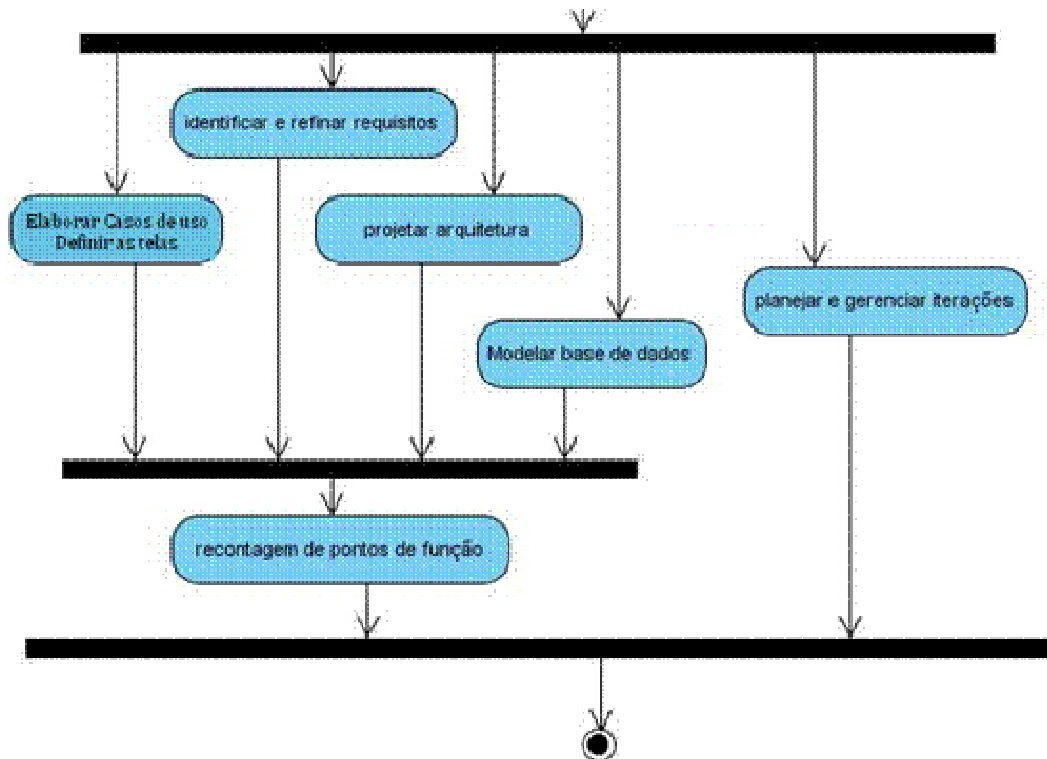 identificiar e refinar requisitos
Elaborar Casos de uso
Definir as telas
projetar arquitetura
planejar e gerenciar iterações
Modelar base de dados
recontagem de pontos de função